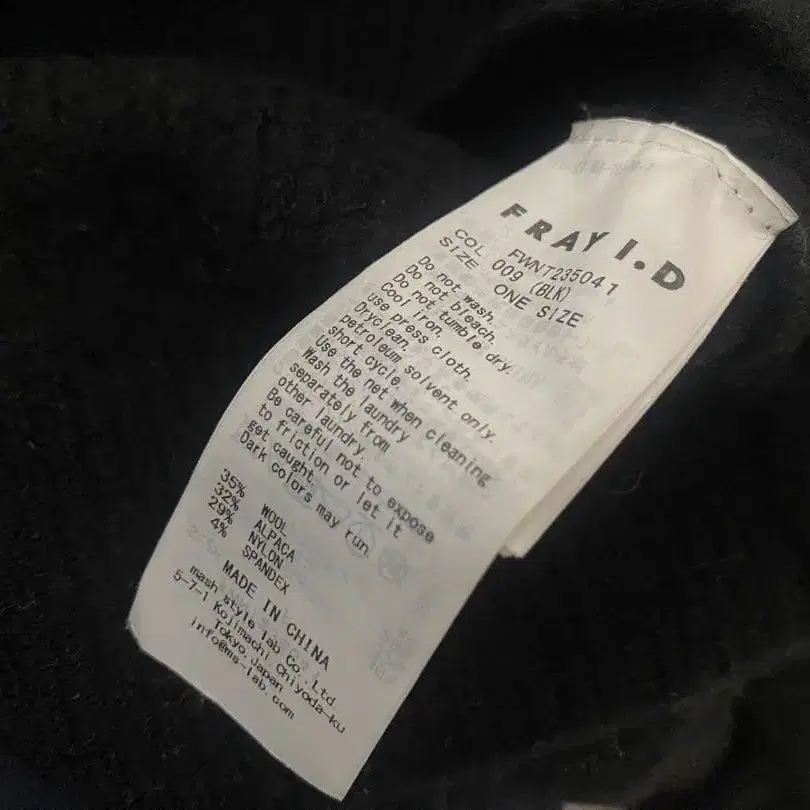 FRAY I.D
FWNT235041
COL 009 (BLK)
SIZE ONE SIZE
Do not wash.
Do not bleach.
Do not tumble dry.
Cool iron.
use press cloth.
Dryclean.
petroleum solvent only.
short cycle.
Use the net when cleaning.
Wash the laundry
separately from
other laundry.
Be careful not to expose
to friction or let it
get caught.
Dark colors may run.
35% WOOL
32% ALPACA
29% NYLON
4% SPANDEX
MADE IN CHINA
mash style lab Co., Ltd.
5-7-1 Kojimachi Chiyoda-ku
Tokyo, Japan
info@ms-lab.com